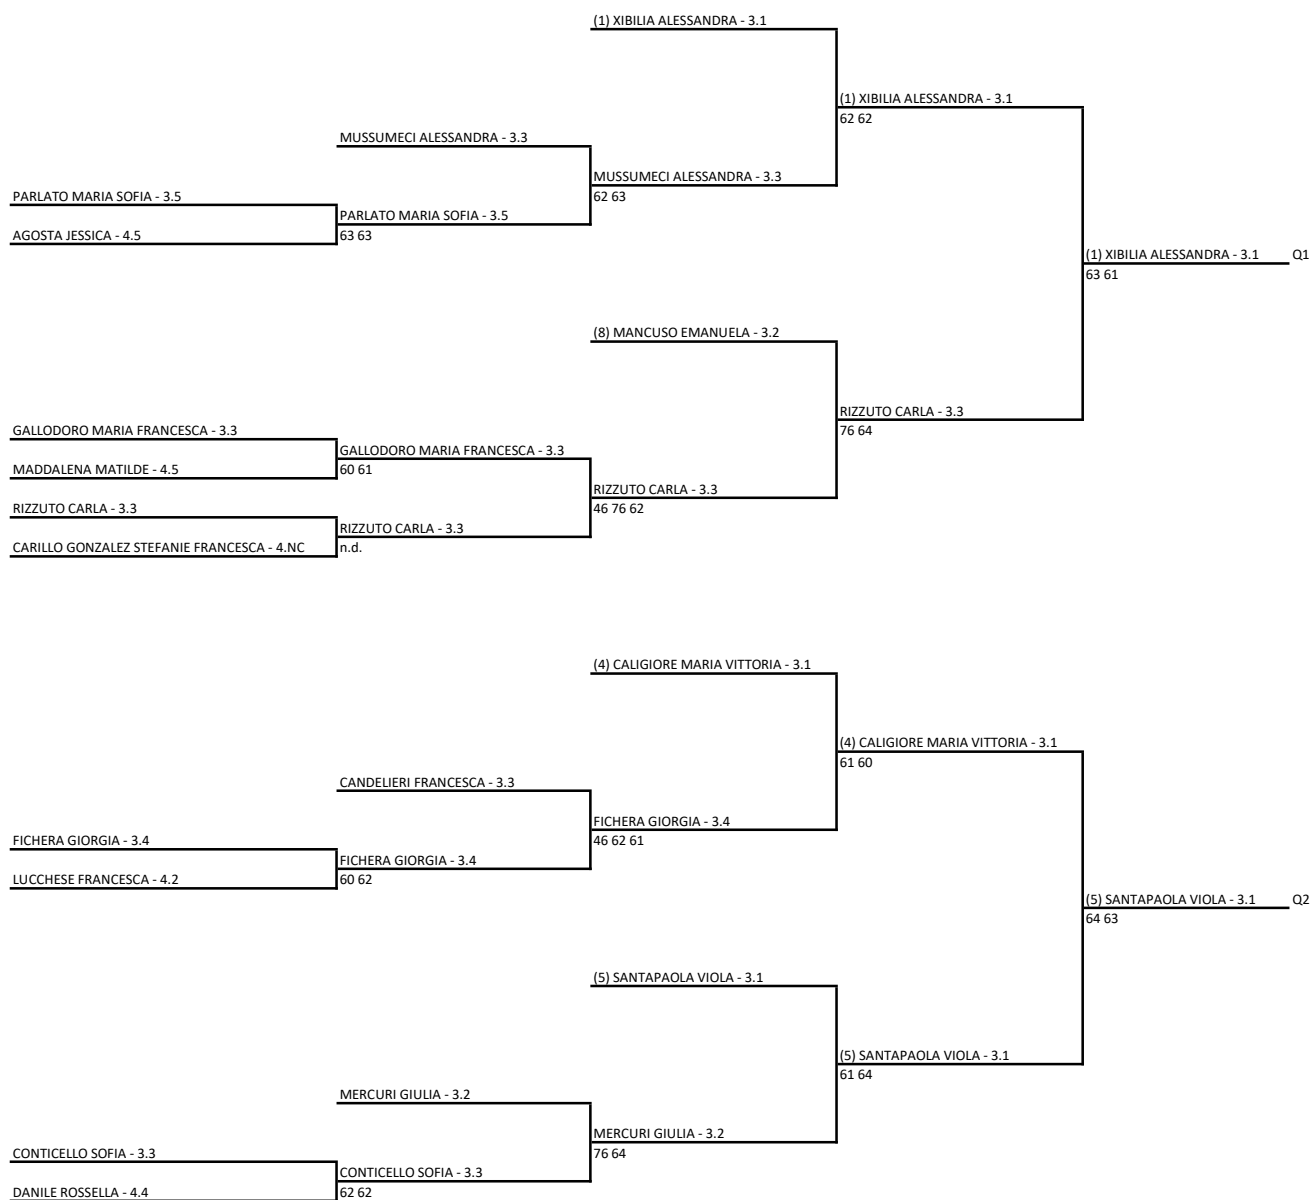 (1) XIBILIA ALESSANDRA - 3.1
(1) XIBILIA ALESSANDRA - 3.1
62 62
MUSSUMECI ALESSANDRA - 3.3
MUSSUMECI ALESSANDRA - 3.3
62 63
PARLATO MARIA SOFIA - 3.5
PARLATO MARIA SOFIA - 3.5
63 63
AGOSTA JESSICA - 4.5
(1) XIBILIA ALESSANDRA - 3.1 Q1
63 61
(8) MANCUSO EMANUELA - 3.2
RIZZUTO CARLA - 3.3
76 64
GALLODORO MARIA FRANCESCA - 3.3
GALLODORO MARIA FRANCESCA - 3.3
60 61
MADDALENA MATILDE - 4.5
RIZZUTO CARLA - 3.3
46 76 62
RIZZUTO CARLA - 3.3
RIZZUTO CARLA - 3.3
n.d.
CARILLO GONZALEZ STEFANIE FRANCESCA - 4.NC
(4) CALIGIORE MARIA VITTORIA - 3.1
(4) CALIGIORE MARIA VITTORIA - 3.1
61 60
CANDELIERI FRANCESCA - 3.3
FICHERA GIORGIA - 3.4
46 62 61
FICHERA GIORGIA - 3.4
FICHERA GIORGIA - 3.4
60 62
LUCCHESE FRANCESCA - 4.2
(5) SANTAPAOLA VIOLA - 3.1 Q2
64 63
(5) SANTAPAOLA VIOLA - 3.1
(5) SANTAPAOLA VIOLA - 3.1
61 64
MERCURI GIULIA - 3.2
MERCURI GIULIA - 3.2
76 64
CONTICELLO SOFIA - 3.3
CONTICELLO SOFIA - 3.3
62 62
DANILE ROSSELLA - 4.4